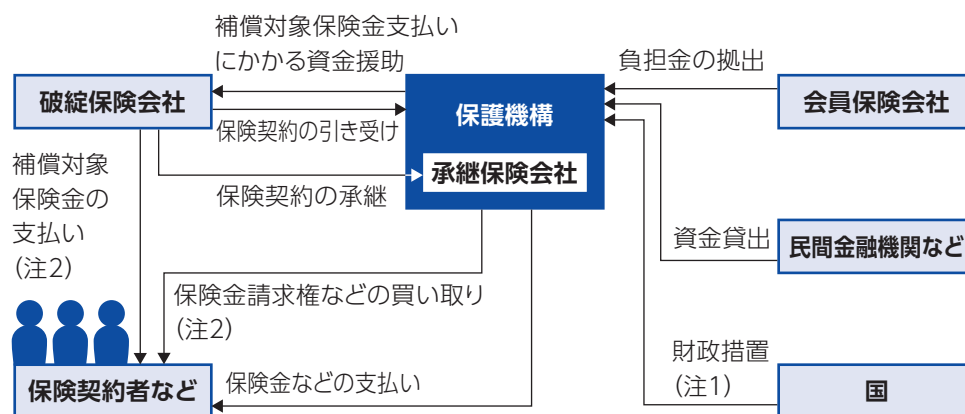 補償対象保険金支払い
にかかる資金援助
負担金の拠出
破綻保険会社
保護機構
会員保険会社
保険契約の引き受け
補償対象
保険金の
支払い
(注2)
承継保険会社
保険契約の承継
資金貸出
民間金融機関など
保険金請求権などの買い取り
(注2)
財政措置
(注1)
保険契約者など
保険金などの支払い
国